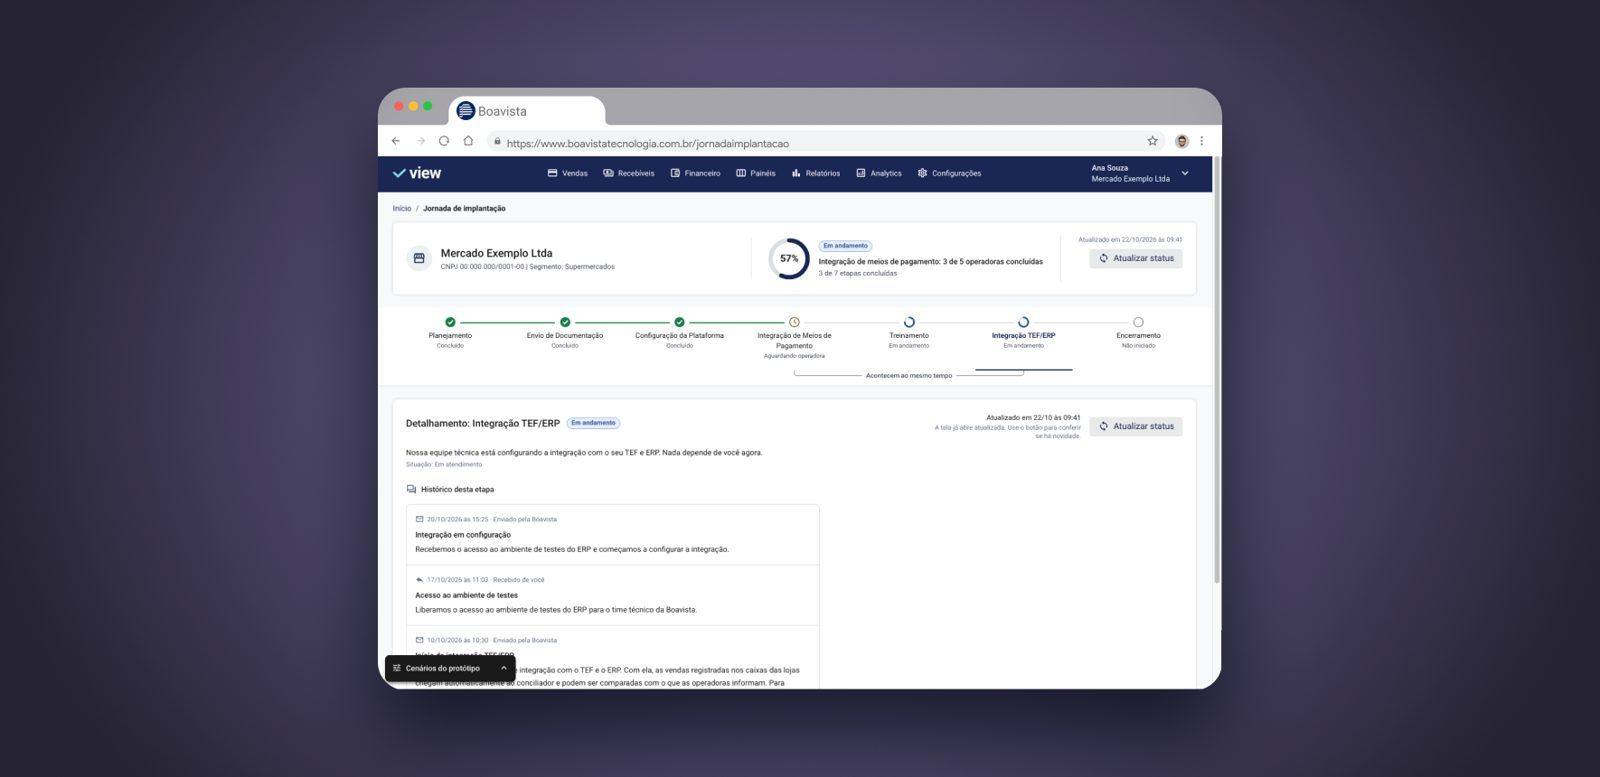 Boavista
https://www.boavistatecnologia.com.br/jornadaimplantacao
view
Vendas
Recebíveis
Financeiro
Painéis
Relatórios
Analytics
Configurações
Ana Souza
Mercado Exemplo Ltda
Início / Jornada de implantação
Mercado Exemplo Ltda
CNPJ 00.000.000/0001-00 | Segmento: Supermercados
57%
Em andamento
Integração de meios de pagamento: 3 de 5 operadoras concluídas
3 de 7 etapas concluídas
Atualizado em 22/10/2026 às 09:41
Atualizar status
Planejamento
Concluído
Envio de Documentação
Concluído
Configuração da Plataforma
Concluído
Integração de Meios de
Pagamento
Aguardando operadora
Treinamento
Em andamento
Integração TEF/ERP
Em andamento
Encerramento
Não iniciado
Acontecem ao mesmo tempo
Detalhamento: Integração TEF/ERP
Em andamento
Atualizado em 22/10 às 09:41
A tela já abre atualizada. Use o botão para conferir
se há novidade.
Atualizar status
Nossa equipe técnica está configurando a integração com o seu TEF e ERP. Nada depende de você agora.
Situação: Em atendimento
Histórico desta etapa
20/10/2026 às 15:25 · Enviado pela Boavista
Integração em configuração
Recebemos o acesso ao ambiente de testes do ERP e começamos a configurar a integração.
17/10/2026 às 11:03 · Recebido de você
Acesso ao ambiente de testes
Liberamos o acesso ao ambiente de testes do ERP para o time técnico da Boavista.
10/10/2026 às 10:30 · Enviado pela Boavista
Início da integração TEF/ERP
Cenários do protótipo
integração com o TEF e o ERP. Com ela, as vendas registradas nos caixas das lojas
chegam automaticamente ao conciliador e podem ser comparadas com o que as operadoras informam. Para